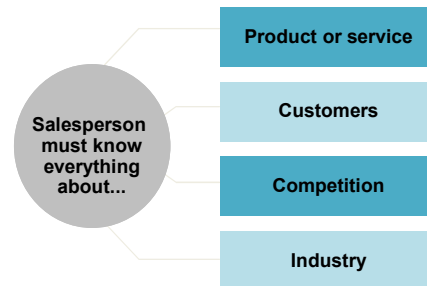 Salesperson
must know
everything
about...
Product or service
Customers
Competition
Industry